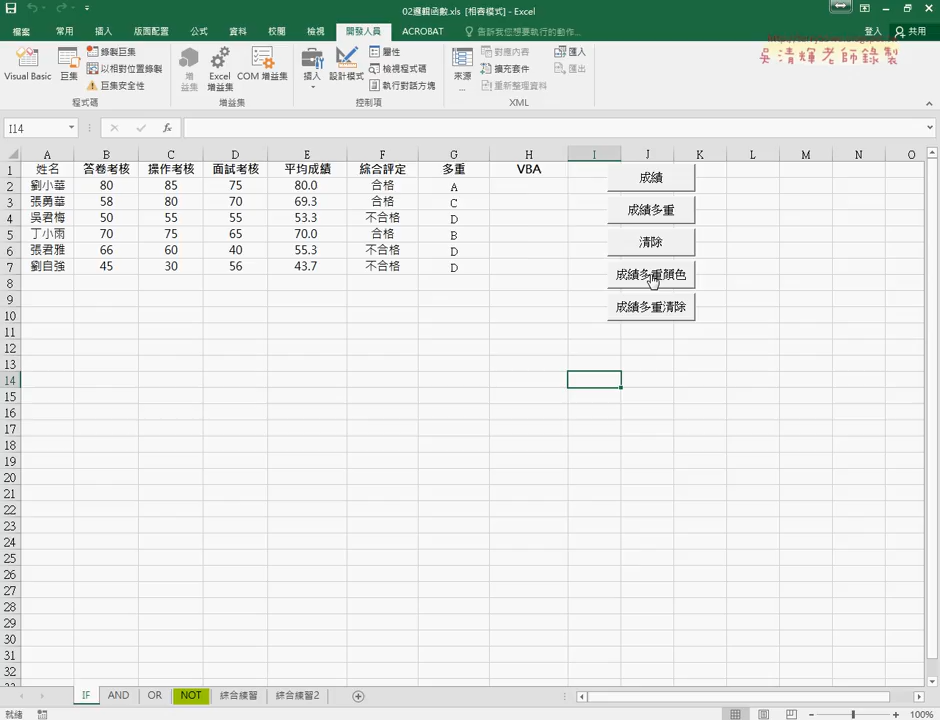 02邏輯函數.xls [相容模式] - Excel
檔案 常用 插入 版面配置 公式 資料 校閱 檢視 開發人員 ACROBAT 告訴我您想要執行的動作... 登入 共用
吳清輝老師錄製
Visual Basic 巨集 錄製巨集 以相對位置錄製 巨集安全性 增益集 Excel 增益集 COM 增益集 插入 設計模式 屬性 檢視程式碼 執行對話方塊 來源 對應內容 擴充套件 重新整理資料 匯入 匯出
程式碼 增益集 控制項 XML
I14 fx
A B C D E F G H I J K L M N O
1 姓名 答卷考核 操作考核 面試考核 平均成績 綜合評定 多重 VBA
2 劉小華 80 85 75 80.0 合格 A
3 張勇華 58 80 70 69.3 合格 C
4 吳君梅 50 55 55 53.3 不合格 D
5 丁小雨 70 75 65 70.0 合格 B
6 張君雅 66 60 40 55.3 不合格 D
7 劉自強 45 30 56 43.7 不合格 D
成績
成績多重
清除
成績多重顏色
成績多重清除
8
9
10
11
12
13
14
15
16
17
18
19
20
21
22
23
24
25
26
27
28
29
30
31
32
IF AND OR NOT 綜合練習 綜合練習2
就緒 100%